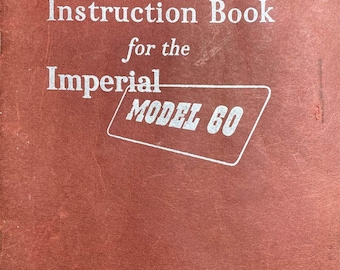 Instruction Book
for the
Imperial
MODEL 60